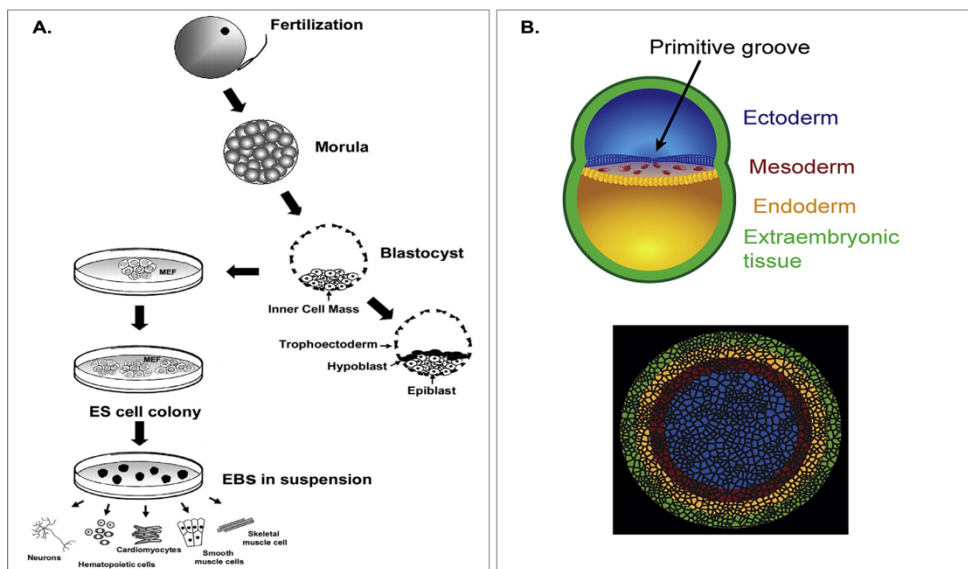 A.
Fertilization
Morula
Blastocyst
MEF
Inner Cell Mass
Trophoectoderm
Hypoblast
Epiblast
MEF
ES cell colony
EBS in suspension
Neurons
Hematopoietic cells
Cardiomyocytes
Smooth
muscle cells
Skeletal
muscle cell
B.
Primitive groove
Ectoderm
Mesoderm
Endoderm
Extraembryonic
tissue